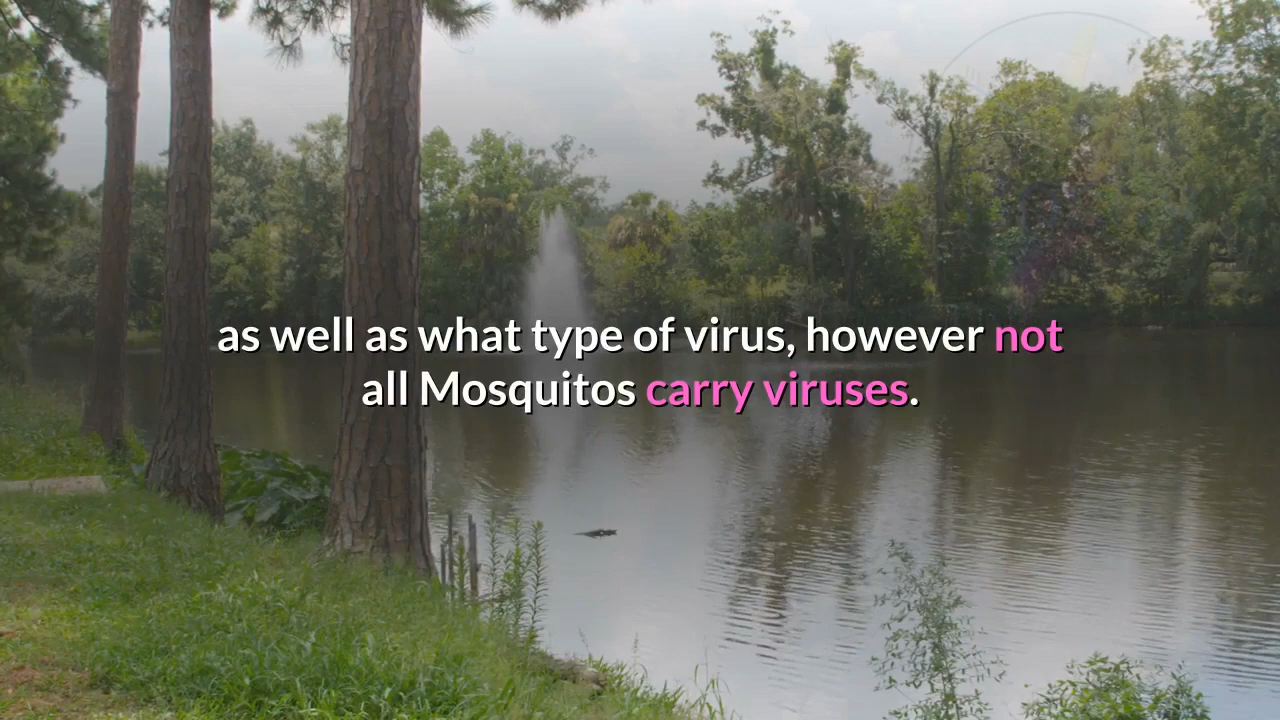 as well as what type of virus, however not
all Mosquitos carry viruses.